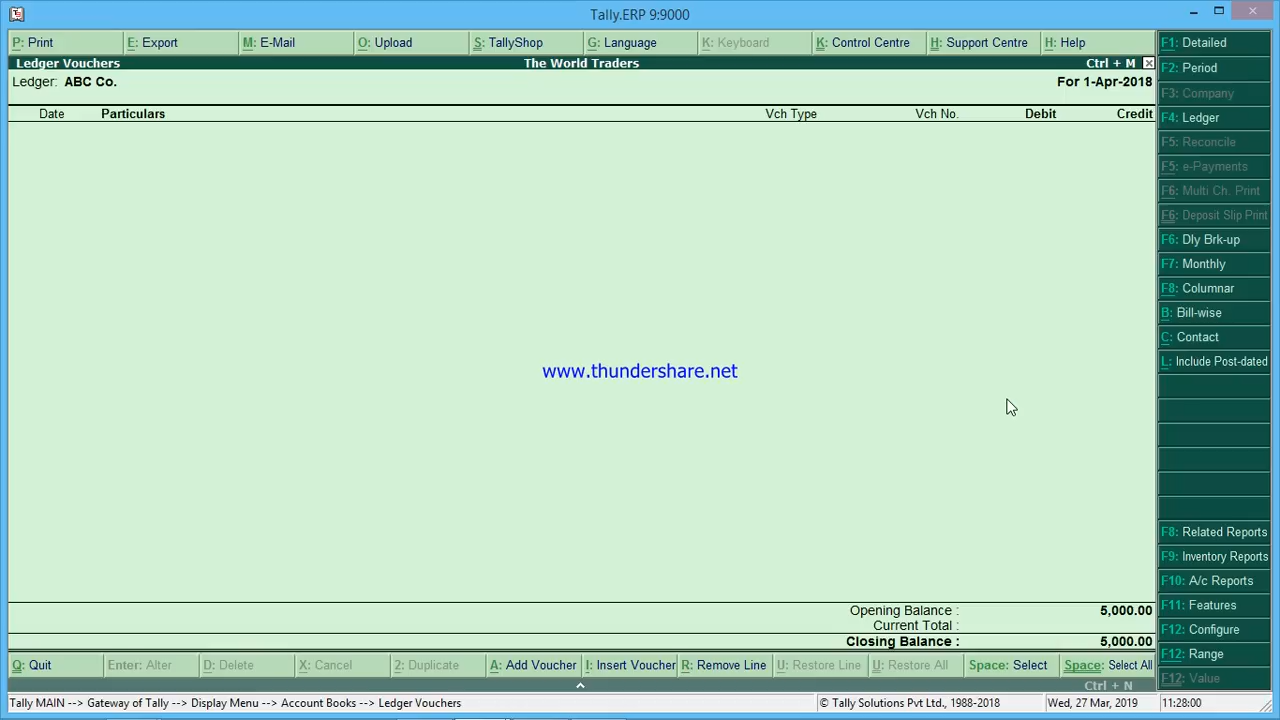 Tally.ERP 9:9000
P: Print E: Export M: E-Mail O: Upload S: TallyShop G: Language K: Keyboard K: Control Centre H: Support Centre H: Help
Ledger Vouchers The World Traders Ctrl + M
Ledger: ABC Co. For 1-Apr-2018
Date Particulars Vch Type Vch No. Debit Credit
www.thundershare.net
Opening Balance : 5,000.00
Current Total :
Closing Balance : 5,000.00
Q: Quit Enter: Alter D: Delete X: Cancel 2: Duplicate A: Add Voucher I: Insert Voucher R: Remove Line U: Restore Line U: Restore All Space: Select Space: Select All
Ctrl + N
Tally MAIN --> Gateway of Tally --> Display Menu --> Account Books --> Ledger Vouchers © Tally Solutions Pvt Ltd., 1988-2018 Wed, 27 Mar, 2019 11:28:00
F1: Detailed
F2: Period
F3: Company
F4: Ledger
F5: Reconcile
F5: e-Payments
F6: Multi Ch. Print
F6: Deposit Slip Print
F6: Dly Brk-up
F7: Monthly
F8: Columnar
B: Bill-wise
C: Contact
L: Include Post-dated
F8: Related Reports
F9: Inventory Reports
F10: A/c Reports
F11: Features
F12: Configure
F12: Range
F12: Value